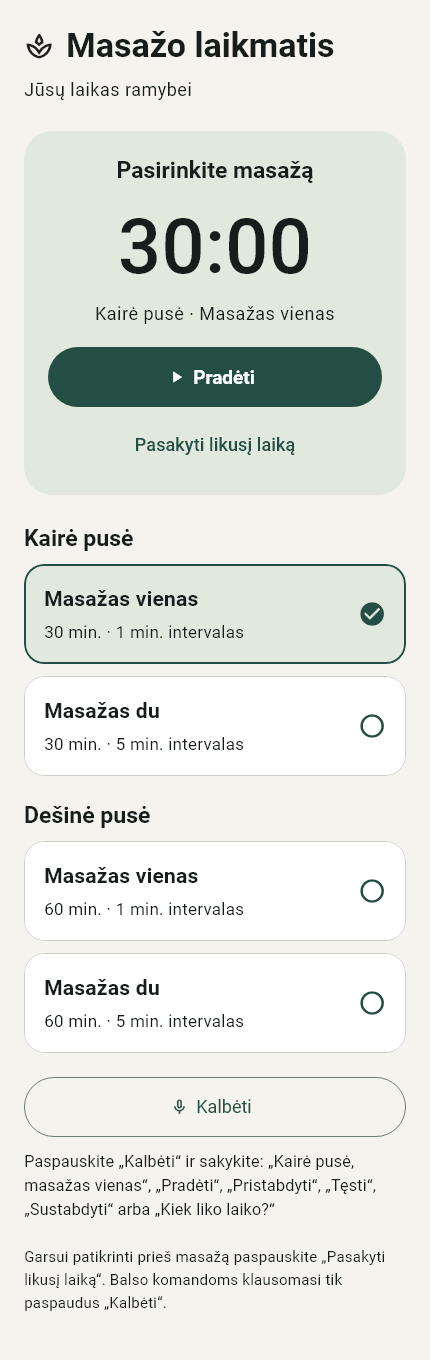 Masažo laikmatis
Jūsų laikas ramybei
Pasirinkite masažą
30:00
Kairė pusė · Masažas vienas
Pradėti
Pasakyti likusį laiką
Kairė pusė
Masažas vienas
30 min. · 1 min. intervalas
Masažas du
30 min. · 5 min. intervalas
Dešinė pusė
Masažas vienas
60 min. · 1 min. intervalas
Masažas du
60 min. · 5 min. intervalas
Kalbėti
Paspauskite „Kalbėti“ ir sakykite: „Kairė pusė,
masažas vienas“, „Pradėti“, „Pristabdyti“, „Tęsti“,
„Sustabdyti“ arba „Kiek liko laiko?“
Garsui patikrinti prieš masažą paspauskite „Pasakyti
likusį laiką“. Balso komandoms klausomasi tik
paspaudus „Kalbėti“.